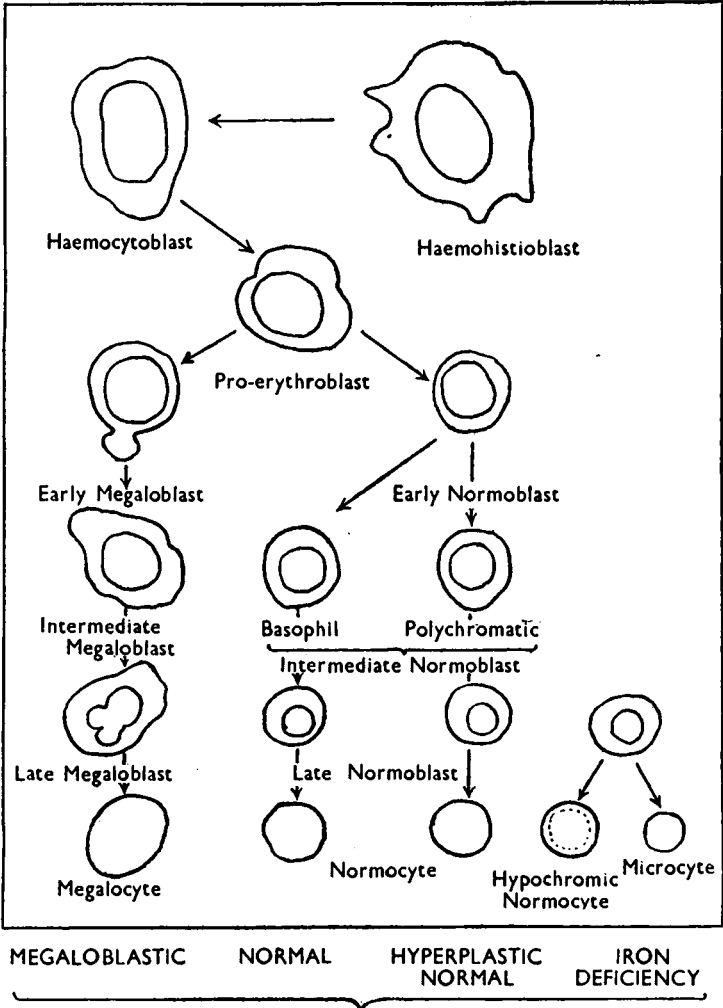 Haemocytoblast
Haemohistioblast
Pro-erythroblast
Early Megaloblast
Early Normoblast
Intermediate
Megaloblast
Basophil
Polychromatic
Intermediate Normoblast
Late Megaloblast
Late Normoblast
Megalocyte
Normocyte
Hypochromic
Normocyte
Microcyte
MEGALOBLASTIC
NORMAL
HYPERPLASTIC
NORMAL
IRON
DEFICIENCY